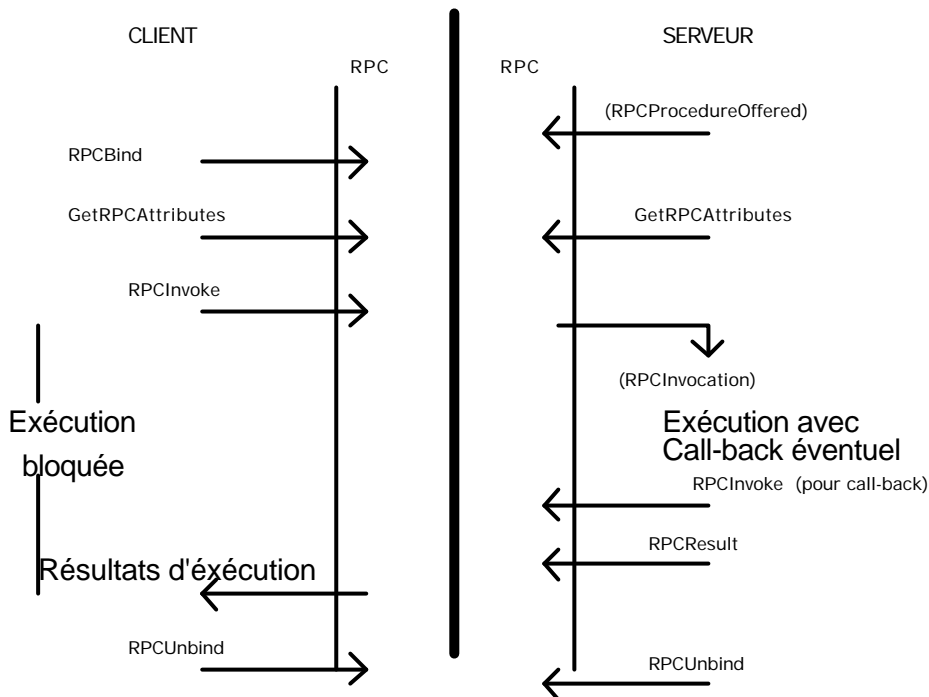 CLIENT
SERVEUR
RPC
RPC
(RPCProcedureOffered)
RPCBind
GetRPCAttributes
GetRPCAttributes
RPCInvoke
(RPCInvocation)
Exécution
bloquée
Exécution avec
Call-back éventuel
RPCInvoke (pour call-back)
RPCResult
Résultats d'éxécution
RPCUnbind
RPCUnbind